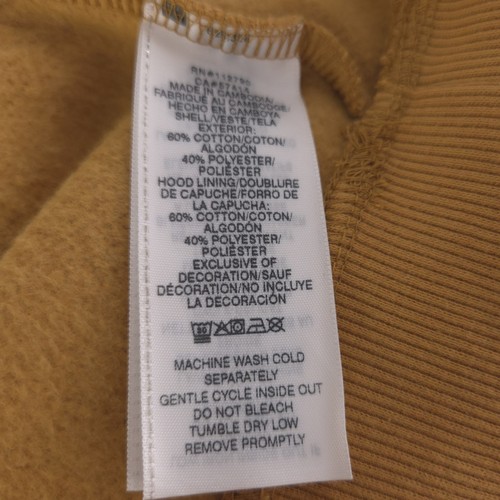 MADE IN CAMBODIA/
FABRIQUE AU CAMBODGE/
HECHO EN CAMBOYA
SHELL/VESTE/TELA
EXTERIOR:
60% COTTON/COTON/
ALGODÓN
40% POLYESTER/
POLIÉSTER
HOOD LINING/DOUBLURE
DE CAPUCHE/FORRO DE
LA CAPUCHA:
60% COTTON/COTON/
ALGODÓN
40% POLYESTER/
POLIÉSTER
EXCLUSIVE OF
DECORATION/SAUF
DÉCORATION/NO INCLUYE
LA DECORACIÓN
MACHINE WASH COLD
SEPARATELY
GENTLE CYCLE INSIDE OUT
DO NOT BLEACH
TUMBLE DRY LOW
REMOVE PROMPTLY